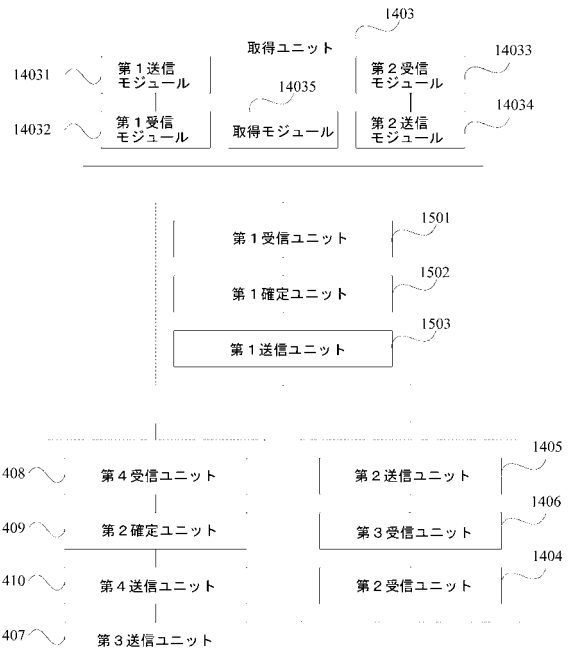 1403
取得ユニット
14031
第1送信
モジュール
第2受信
モジュール
14033
14035
14032
第1受信
モジュール
取得モジュール
第2送信
モジュール
14034
第1受信ユニット
1501
第1確定ユニット
1502
第1送信ユニット
1503
408
第4受信ユニット
409
第2確定ユニット
410
第4送信ユニット
407
第3送信ユニット
第2送信ユニット
1405
第3受信ユニット
1406
第2受信ユニット
1404